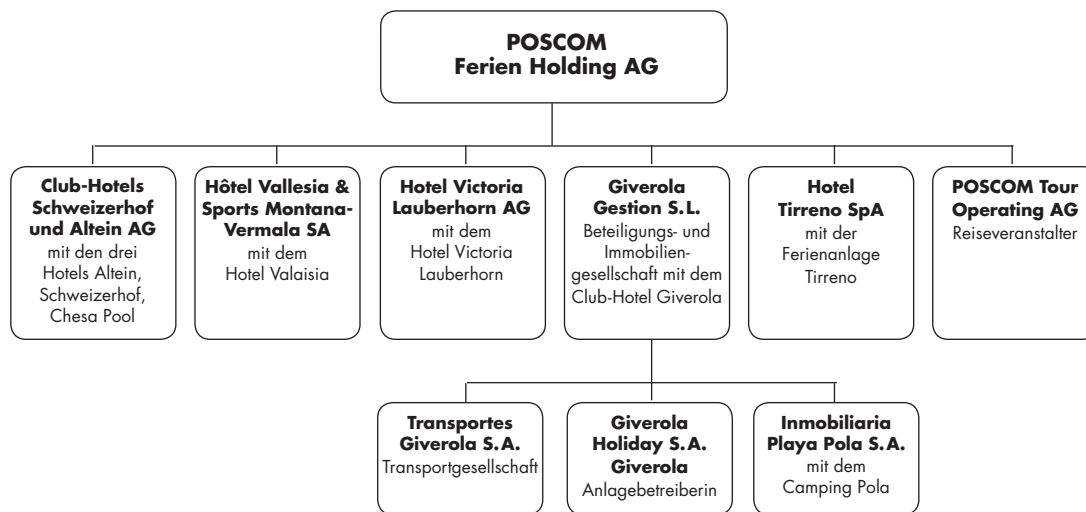 POSCOM
Ferien Holding AG
Club-Hotels
Schweizerhof
und Altein AG
mit den drei
Hotels Altein,
Schweizerhof,
Chesa Pool
Hôtel Vallesia &
Sports Montana-
Vermala SA
mit dem
Hotel Valaisia
Hotel Victoria
Lauberhorn AG
mit dem
Hotel Victoria
Lauberhorn
Giverola
Gestion S.L.
Beteiligungs- und
Immobilien-
gesellschaft mit dem
Club-Hotel Giverola
Hotel
Tirreno SpA
mit der
Ferienanlage
Tirreno
POSCOM Tour
Operating AG
Reiseveranstalter
Transportes
Giverola S.A.
Transportgesellschaft
Giverola
Holiday S.A.
Giverola
Anlagebetreiberin
Inmobiliaria
Playa Pola S.A.
mit dem
Camping Pola